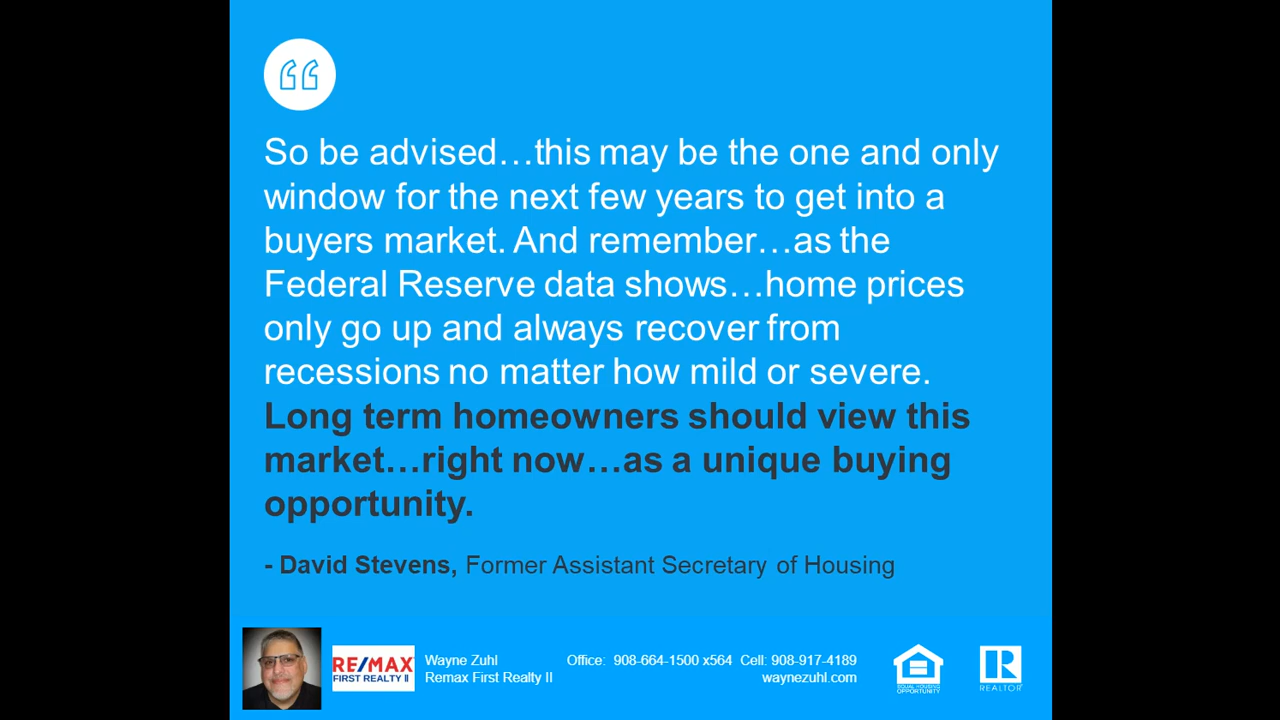 So be advised…this may be the one and only
window for the next few years to get into a
buyers market. And remember…as the
Federal Reserve data shows…home prices
only go up and always recover from
recessions no matter how mild or severe.
Long term homeowners should view this
market…right now…as a unique buying
opportunity.
- David Stevens, Former Assistant Secretary of Housing
RE/MAX
FIRST REALTY II
Wayne Zuhl
Remax First Realty II
Office: 908-664-1500 x564 Cell: 908-917-4189
waynezuhl.com
EQUAL HOUSING
OPPORTUNITY
R
REALTOR®